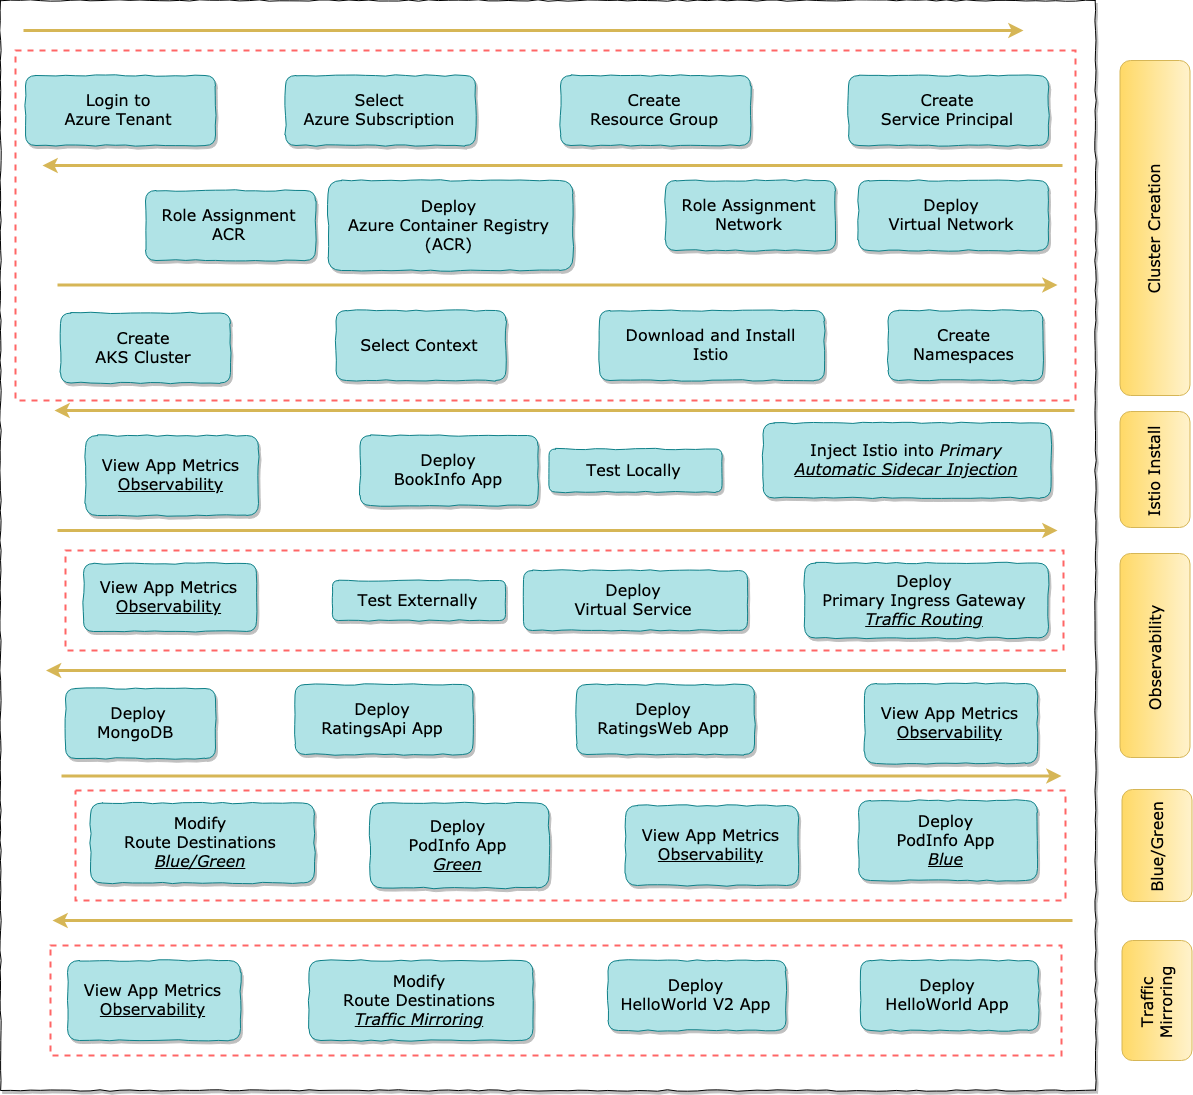 Login to
Azure Tenant
Select
Azure Subscription
Create
Resource Group
Create
Service Principal
Role Assignment
ACR
Deploy
Azure Container Registry
(ACR)
Role Assignment
Network
Deploy
Virtual Network
Create
AKS Cluster
Select Context
Download and Install
Istio
Create
Namespaces
Cluster Creation
View App Metrics
Observability
Deploy
BookInfo App
Test Locally
Inject Istio into Primary
Automatic Sidecar Injection
Istio Install
View App Metrics
Observability
Test Externally
Deploy
Virtual Service
Deploy
Primary Ingress Gateway
Traffic Routing
Deploy
MongoDB
Deploy
RatingsApi App
Deploy
RatingsWeb App
View App Metrics
Observability
Observability
Modify
Route Destinations
Blue/Green
Deploy
PodInfo App
Green
View App Metrics
Observability
Deploy
PodInfo App
Blue
Blue/Green
View App Metrics
Observability
Modify
Route Destinations
Traffic Mirroring
Deploy
HelloWorld V2 App
Deploy
HelloWorld App
Traffic
Mirroring